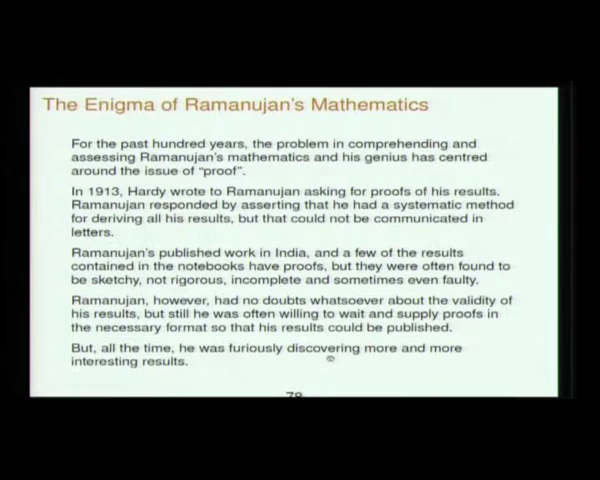 The Enigma of Ramanujan's Mathematics
For the past hundred years, the problem in comprehending and
assessing Ramanujan's mathematics and his genius has centred
around the issue of "proof".
In 1913, Hardy wrote to Ramanujan asking for proofs of his results.
Ramanujan responded by asserting that he had a systematic method
for deriving all his results, but that could not be communicated in
letters.
Ramanujan's published work in India, and a few of the results
contained in the notebooks have proofs, but they were often found to
be sketchy, not rigorous, incomplete and sometimes even faulty.
Ramanujan, however, had no doubts whatsoever about the validity of
his results, but still he was often willing to wait and supply proofs in
the necessary format so that his results could be published.
But, all the time, he was furiously discovering more and more
interesting results.